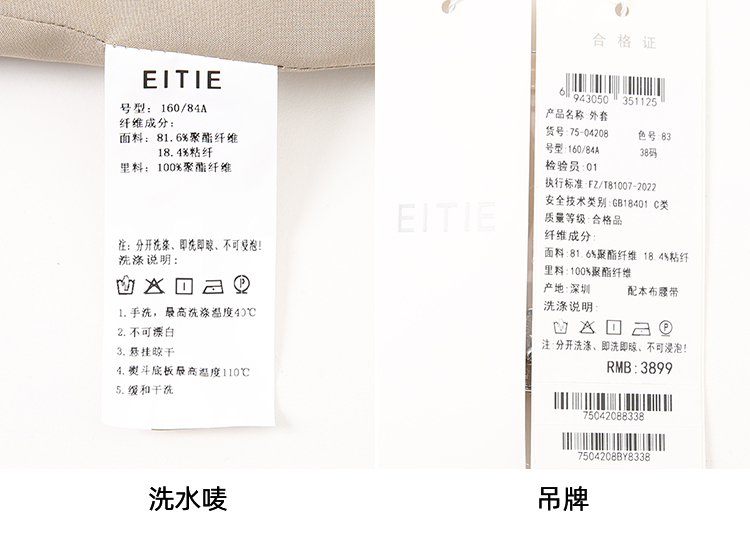 EITIE
号型：160/84A
纤维成分：
面料：81.6%聚酯纤维
18.4%粘纤
里料：100%聚酯纤维
注：分开洗涤、即洗即晾、不可浸泡！
洗涤说明：
1.手洗，最高洗涤温度40℃
2.不可漂白
3.悬挂晾干
4.熨斗底板最高温度110℃
5.缓和干洗
洗水唛
EITIE
合格证
6 943050 351125
产品名称：外套
货号：75-04208 色号：83
号型：160/84A 38码
检验员：01
执行标准：FZ/T81007-2022
安全技术类别：GB18401 C类
质量等级：合格品
纤维成分：
面料：81.6%聚酯纤维 18.4%粘纤
里料：100%聚酯纤维
产地：深圳 配本布腰带
洗涤说明：
注：分开洗涤、即洗即晾、不可浸泡！
RMB：3899
75042088338
7504208BY8338
吊牌